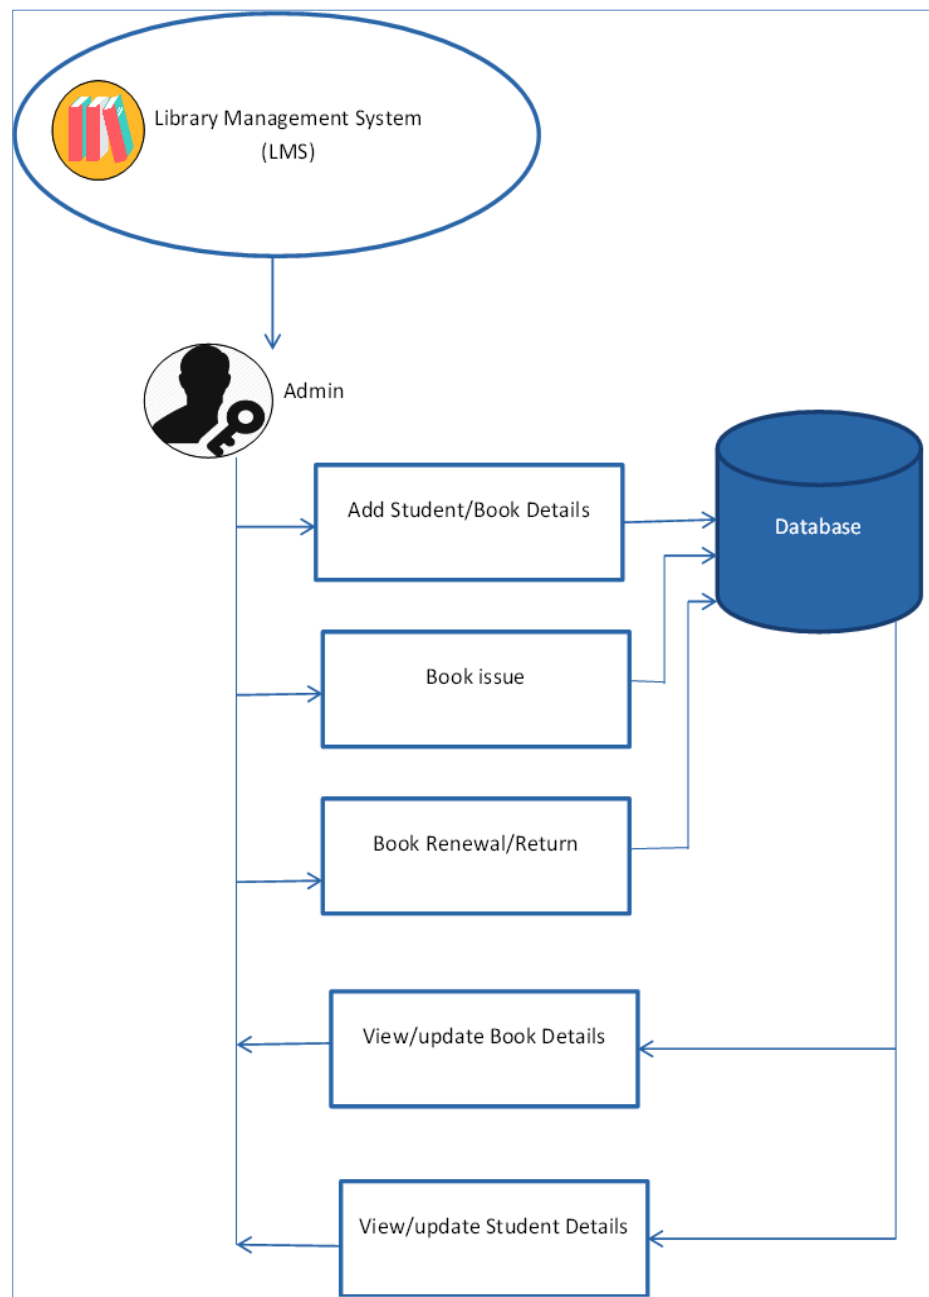 Library Management System
(LMS)
Admin
Add Student/Book Details
Database
Book issue
Book Renewal/Return
View/update Book Details
View/update Student Details